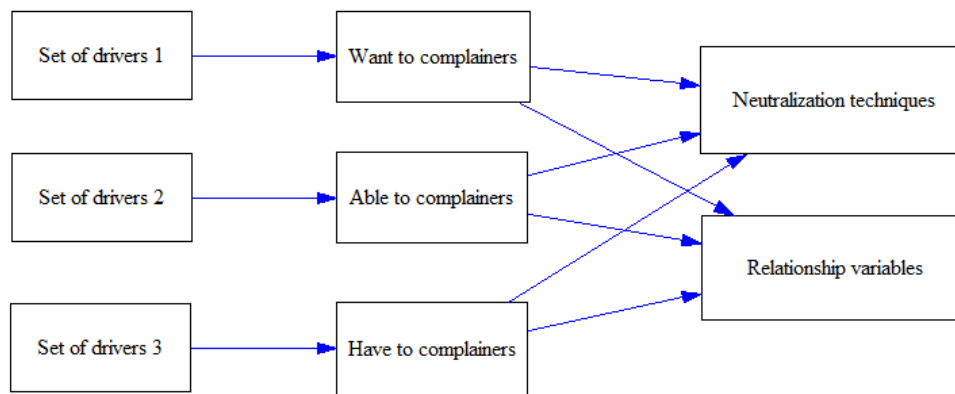 Set of drivers 1
Want to complainers
Neutralization techniques
Set of drivers 2
Able to complainers
Relationship variables
Set of drivers 3
Have to complainers